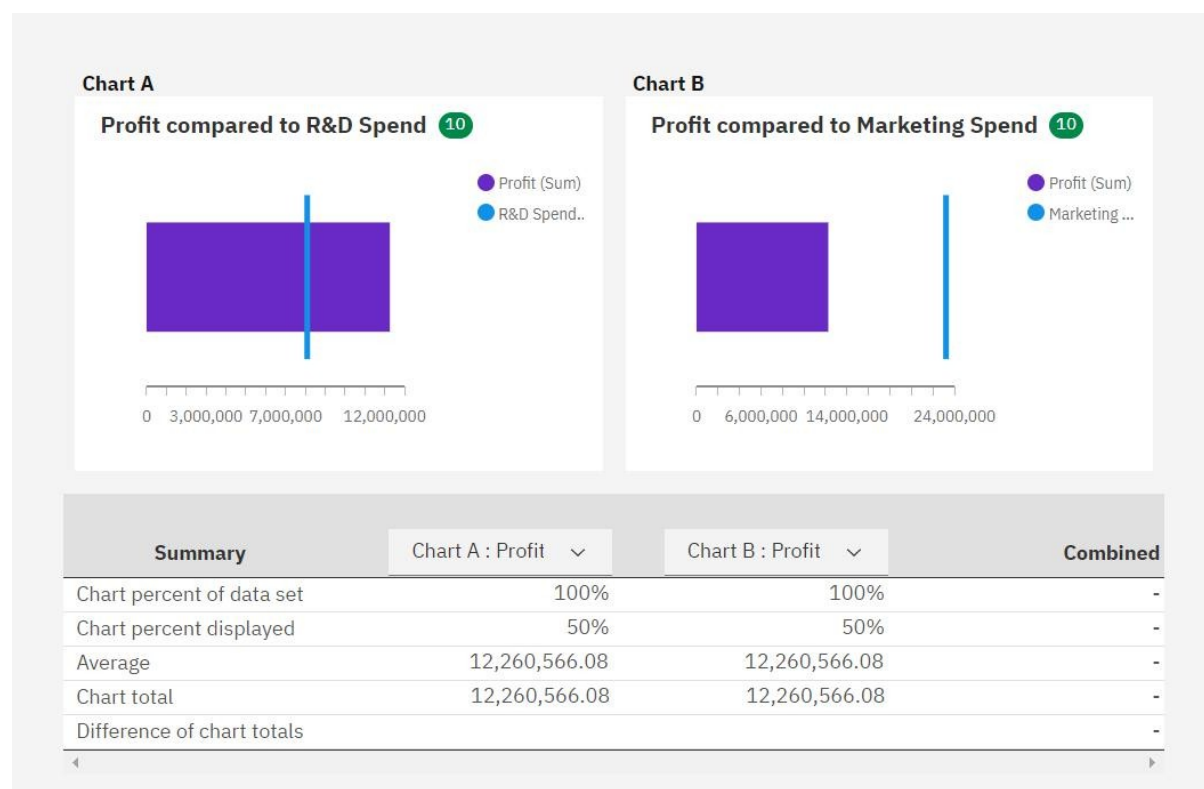 Chart A
Chart B
Profit compared to R&D Spend 10
Profit (Sum)
R&D Spend..
0 3,000,000 7,000,000 12,000,000
Profit compared to Marketing Spend 10
Profit (Sum)
Marketing ...
0 6,000,000 14,000,000 24,000,000
Summary Chart A : Profit Chart B : Profit Combined
Chart percent of data set 100% 100% -
Chart percent displayed 50% 50% -
Average 12,260,566.08 12,260,566.08 -
Chart total 12,260,566.08 12,260,566.08 -
Difference of chart totals -